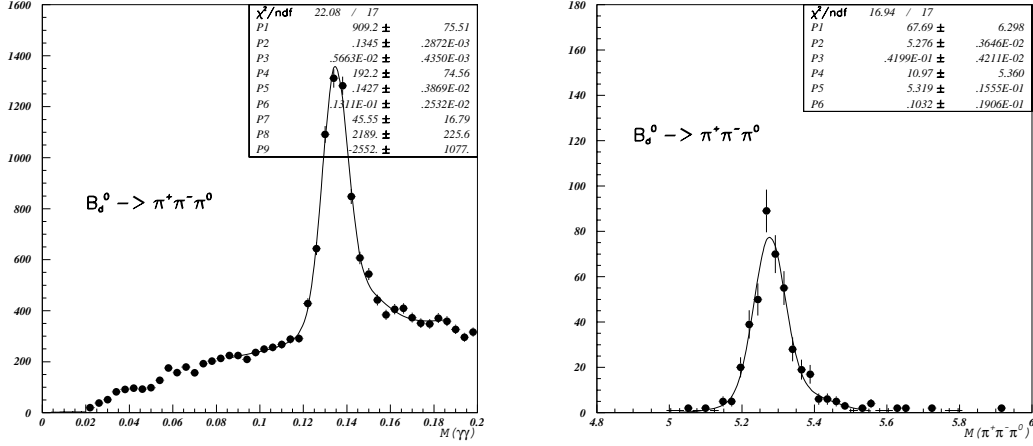 χ²/ndf 22.08 / 17
P1 909.2 ± 75.51
P2 .1345 ± .2872E-03
P3 .5663E-02 ± .4350E-03
P4 192.2 ± 74.56
P5 .1427 ± .3869E-02
P6 .1311E-01 ± .2532E-02
P7 45.55 ± 16.79
P8 2189. ± 225.6
P9 -2552. ± 1077.
B_d⁰ -> π⁺π⁻π⁰
1600
1400
1200
1000
800
600
400
200
0
0 0.02 0.04 0.06 0.08 0.1 0.12 0.14 0.16 0.18 0.2
M(γγ)
χ²/ndf 16.94 / 17
P1 67.69 ± 6.298
P2 5.276 ± .3646E-02
P3 .4199E-01 ± .4211E-02
P4 10.97 ± 5.360
P5 5.319 ± .1555E-01
P6 .1032 ± .1906E-01
B_d⁰ -> π⁺π⁻π⁰
180
160
140
120
100
80
60
40
20
0
4.8 5 5.2 5.4 5.6 5.8 6
M(π⁺π⁻π⁰)